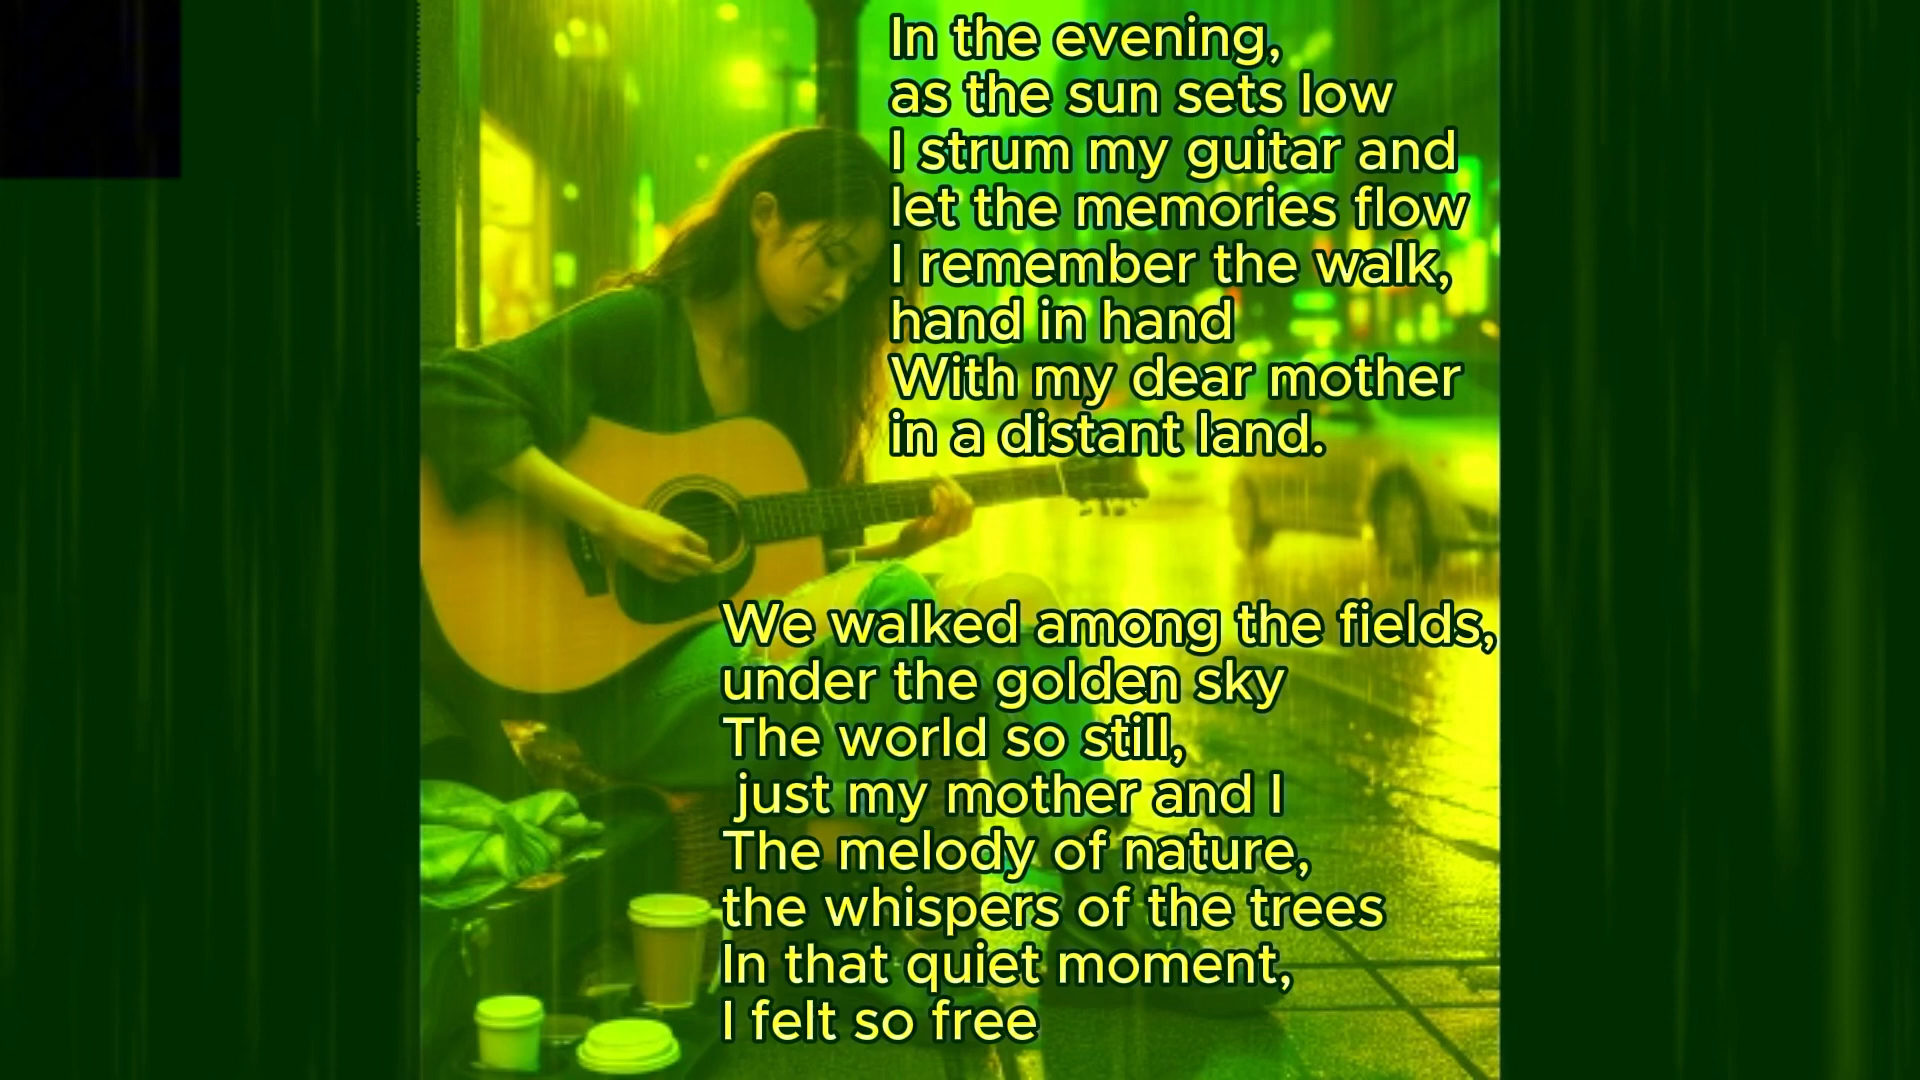 In the evening,
as the sun sets low
I strum my guitar and
let the memories flow
I remember the walk,
hand in hand
With my dear mother
in a distant land.
We walked among the fields,
under the golden sky
The world so still,
just my mother and I
The melody of nature,
the whispers of the trees
In that quiet moment,
I felt so free